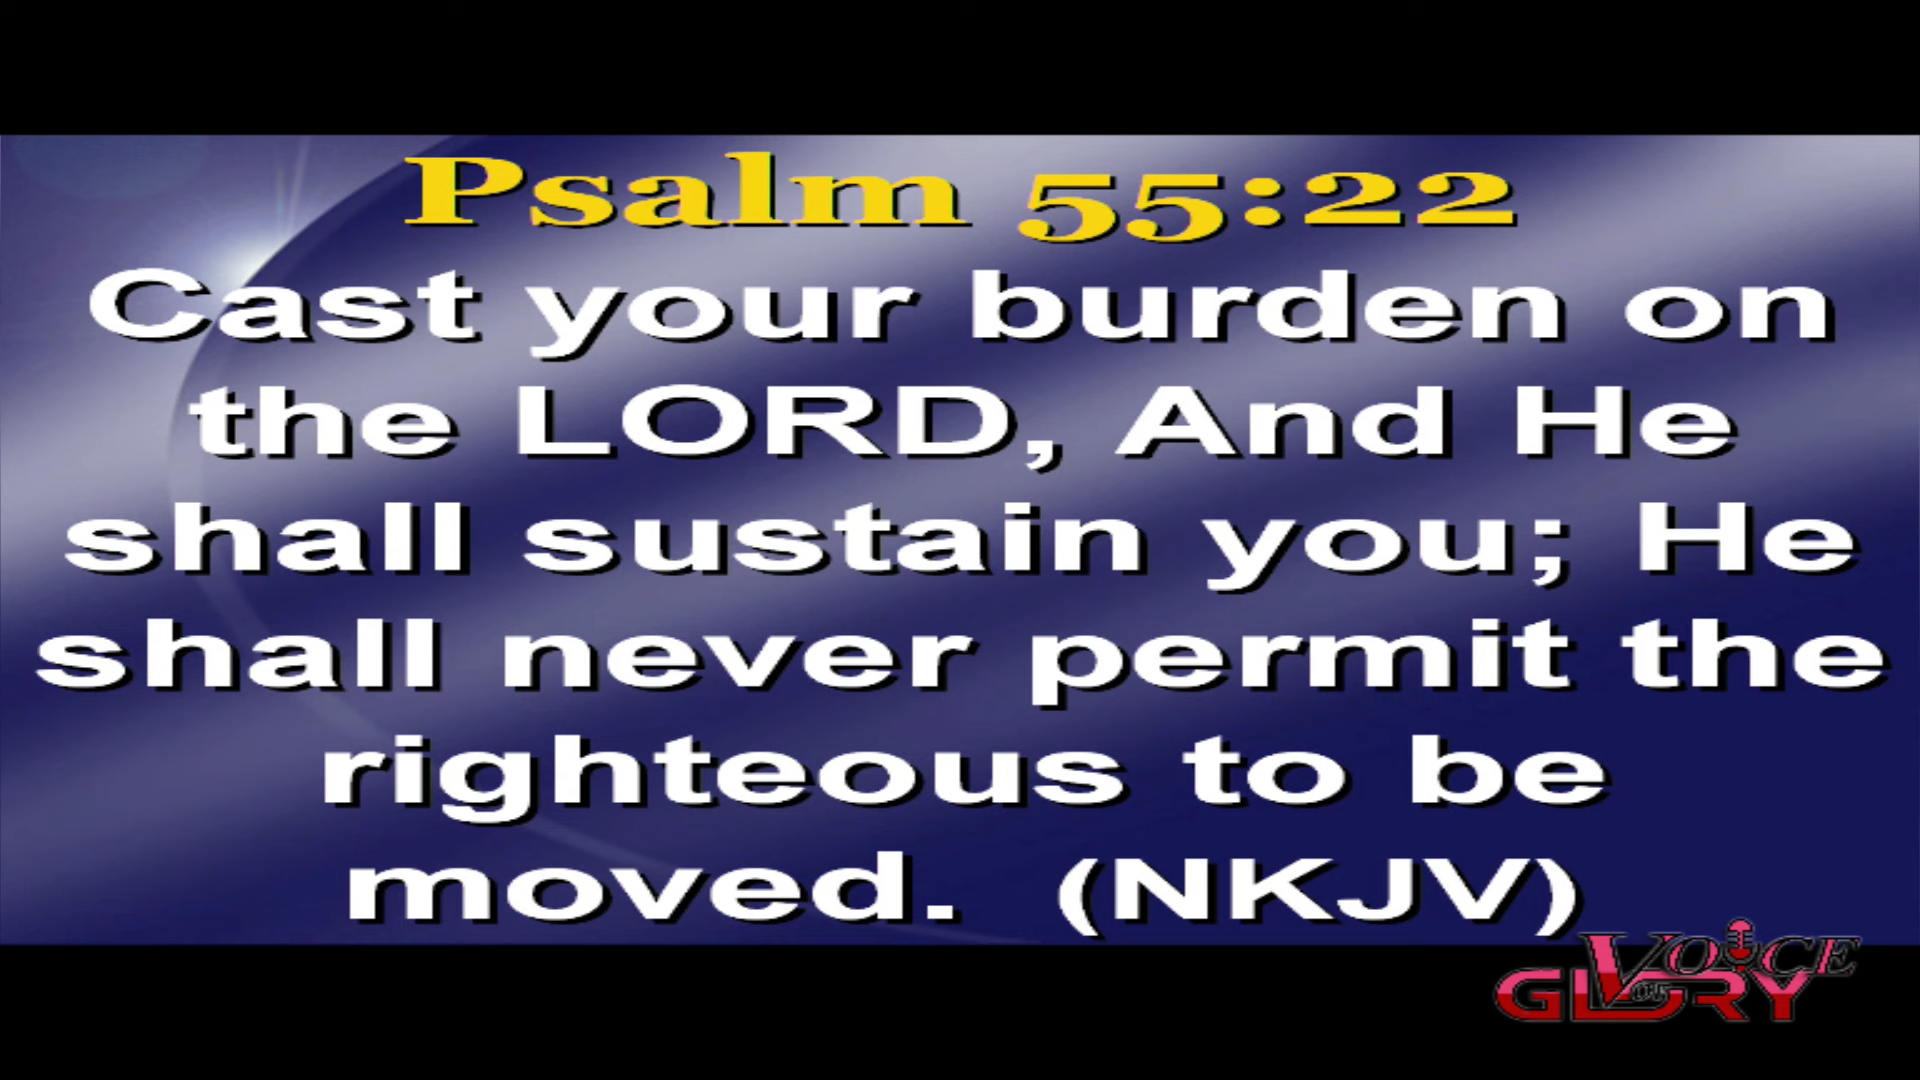 Psalm 55:22
Cast your burden on
the LORD, And He
shall sustain you; He
shall never permit the
righteous to be
moved. (NKJV)
VOICE
OF
GLORY